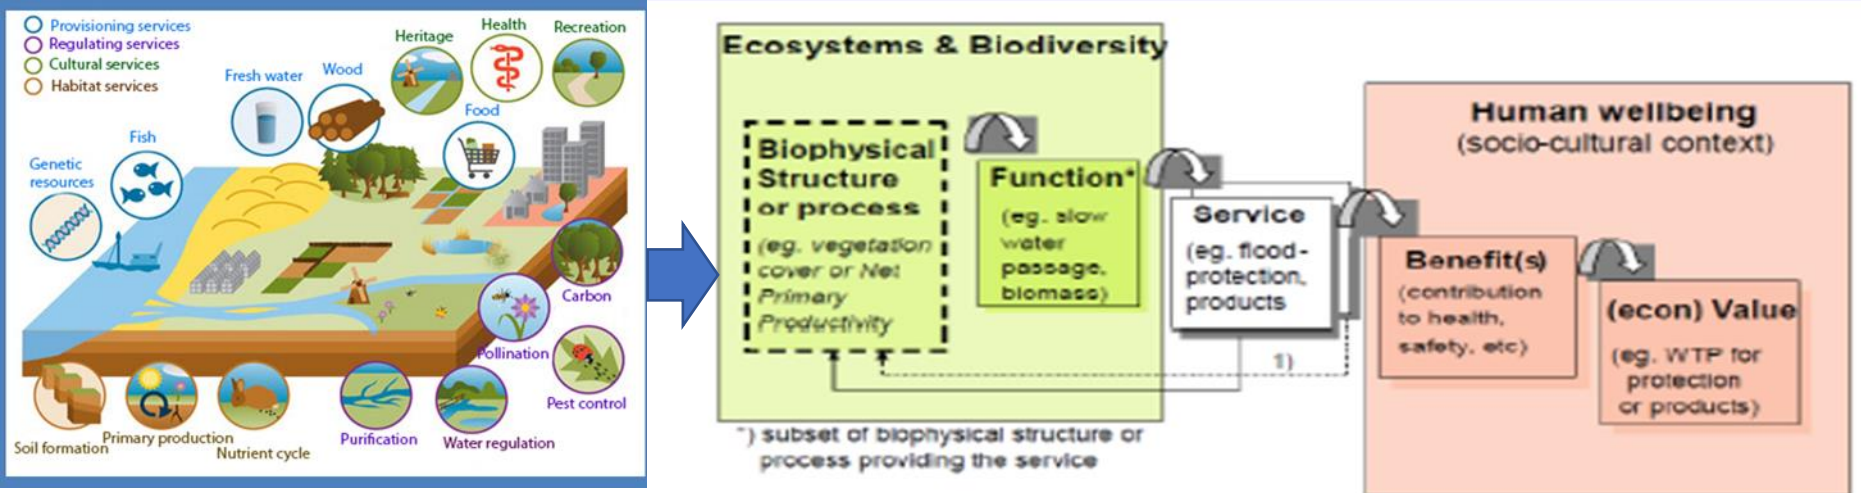 Provisioning services
Regulating services
Cultural services
Habitat services
Heritage
Health
Recreation
Fresh water
Wood
Food
Fish
Genetic
resources
Carbon
Pollination
Pest control
Soil formation
Primary production
Nutrient cycle
Purification
Water regulation
Ecosystems & Biodiversity
Biophysical
Structure
or process
(eg. vegetation
cover or Net
Primary
Productivity
Function*
(eg. slow
water
passage,
biomass)
Service
(eg. flood-
protection,
products
1)
*) subset of biophysical structure or
process providing the service
Human wellbeing
(socio-cultural context)
Benefit(s)
(contribution
to health,
safety, etc)
(econ) Value
(eg. WTP for
protection
or products)